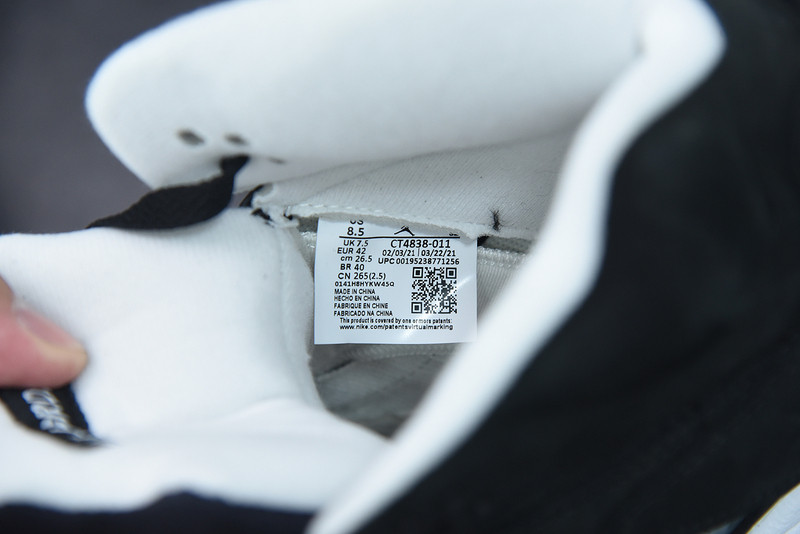 US
8.5
UK 7.5
EUR 42
cm 26.5
BR 40
CN 265(2.5)
CT4838-011
02/03/21 03/22/21
UPC 00195238771256
0141H8HYKW45Q
MADE IN CHINA
HECHO EN CHINA
FABRIQUE EN CHINE
FABRICADO NA CHINA
This product is covered by one or more patents:
www.nike.com/patentsvirtualmarking